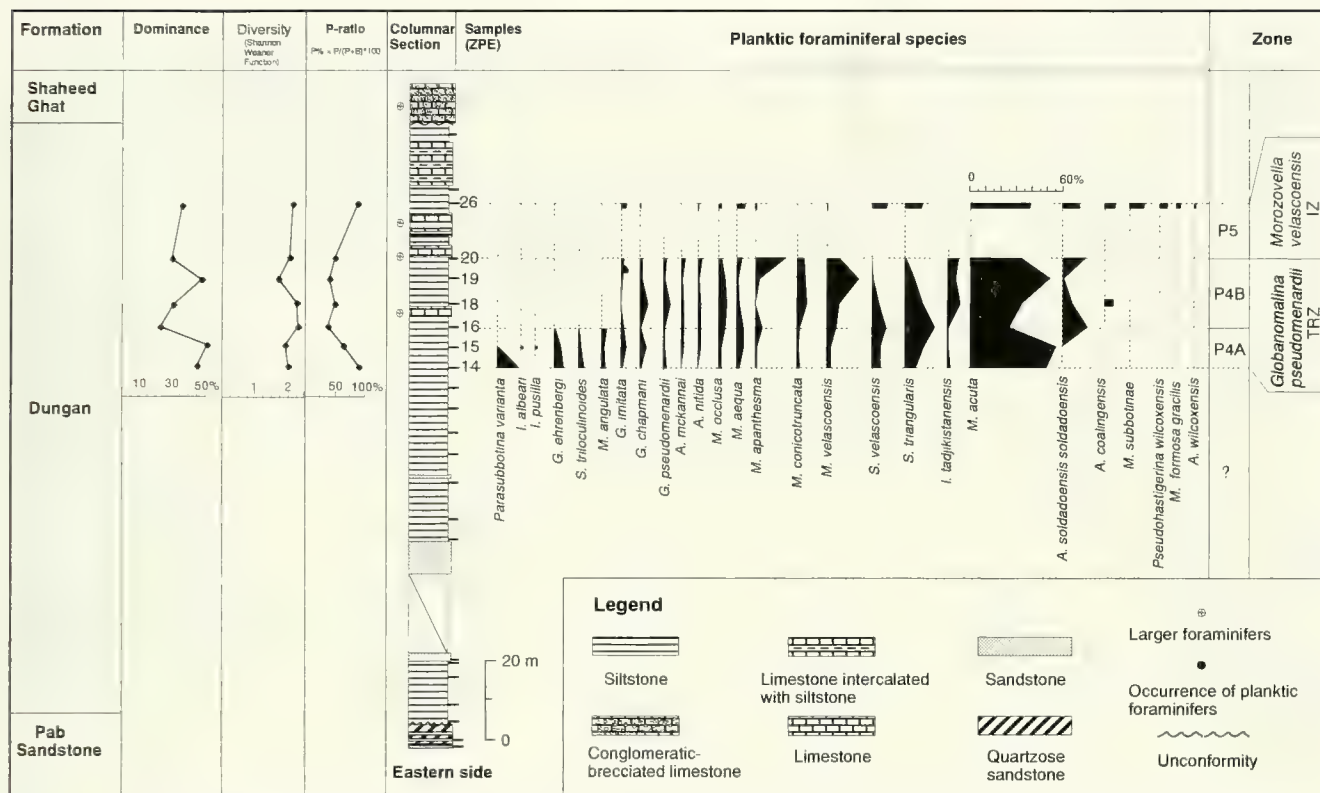 Formation
Dominance
Diversity
(Shannon
Weaner
Function)
P-ratio
P% = P/(P+B)*100
Columnar
Section
Samples
(ZPE)
Planktic foraminiferal species
Zone
Shaheed
Ghat
Dungan
Pab
Sandstone
10 30 50%
1 2
50 100%
26
20
19
18
16
15
14
0 60%
Parasubbotina varianta
I. albeari
I. pusilla
G. ehrenbergi
S. triloculinoides
M. angulata
G. imitata
G. chapmani
G. pseudomenardii
A. mckannai
A. nitida
M. occlusa
M. aequa
M. apanthesma
M. conicotruncata
M. velascoensis
S. velascoensis
S. triangularis
I. tadjikistanensis
M. acuta
A. soldadoensis soldadoensis
A. coalingensis
M. subbotinae
Pseudohastigerina wilcoxensis
M. formosa gracilis
A. wilcoxensis
P5
P4B
P4A
?
Morozovella
velascoensis
IZ
Globanomalina
pseudomenardii
TRZ
20 m
0
Eastern side
Legend
Siltstone
Limestone intercalated
with siltstone
Sandstone
Larger foraminifers
Conglomeratic-
brecciated limestone
Limestone
Quartzose
sandstone
Occurrence of planktic
foraminifers
Unconformity